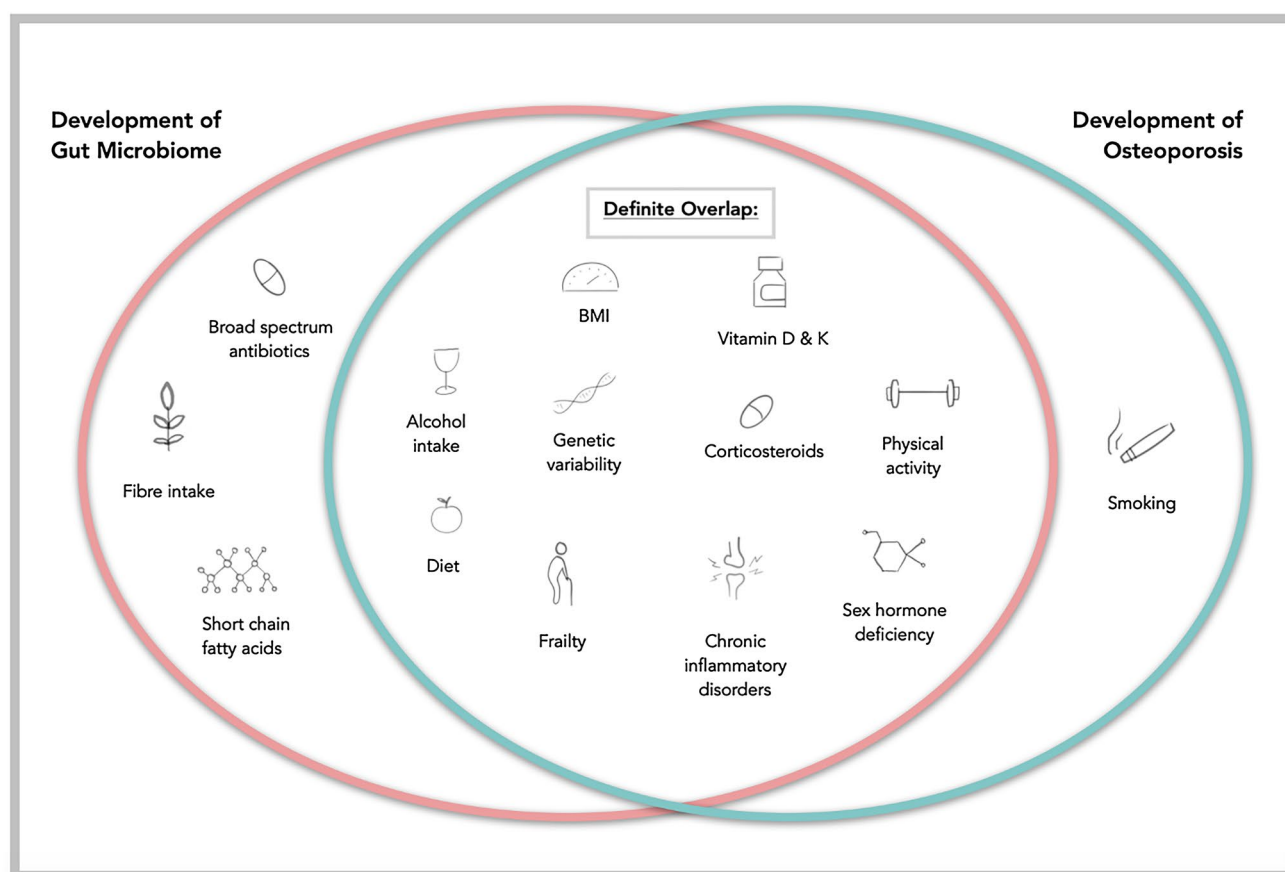 Development of
Gut Microbiome
Development of
Osteoporosis
Definite Overlap:
Broad spectrum
antibiotics
Fibre intake
Short chain
fatty acids
BMI
Vitamin D & K
Alcohol
intake
Genetic
variability
Corticosteroids
Physical
activity
Diet
Frailty
Chronic
inflammatory
disorders
Sex hormone
deficiency
Smoking